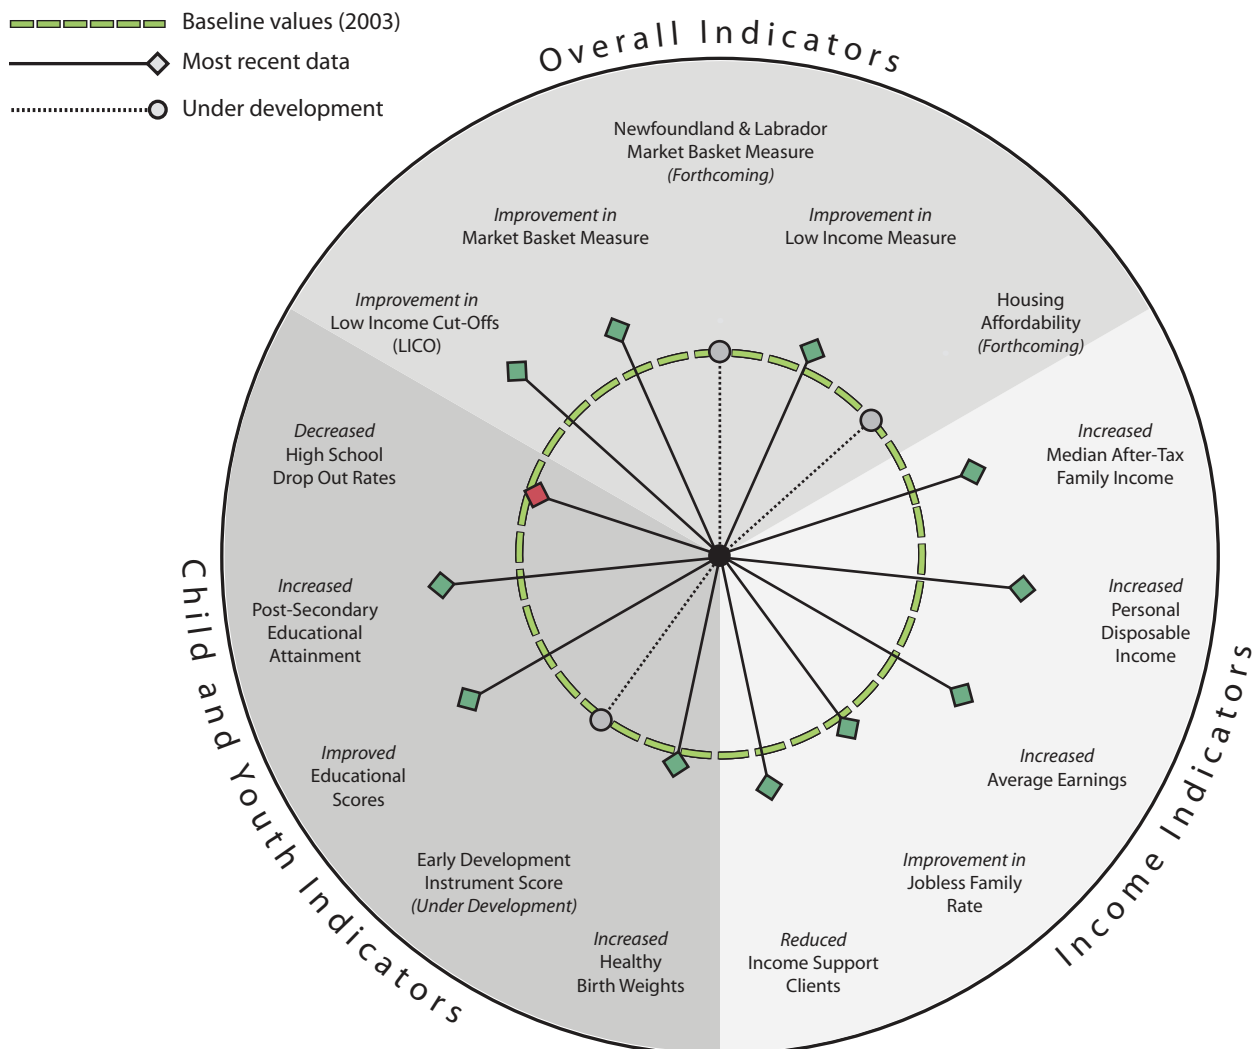 Baseline values (2003)
Most recent data
Under development
Overall Indicators
Newfoundland & Labrador
Market Basket Measure
(Forthcoming)
Improvement in
Market Basket Measure
Improvement in
Low Income Measure
Improvement in
Low Income Cut-Offs
(LICO)
Housing
Affordability
(Forthcoming)
Decreased
High School
Drop Out Rates
Increased
Median After-Tax
Family Income
Increased
Post-Secondary
Educational
Attainment
Increased
Personal
Disposable
Income
Improved
Educational
Scores
Increased
Average Earnings
Early Development
Instrument Score
(Under Development)
Improvement in
Jobless Family
Rate
Increased
Healthy
Birth Weights
Reduced
Income Support
Clients
Child and Youth Indicators
Income Indicators